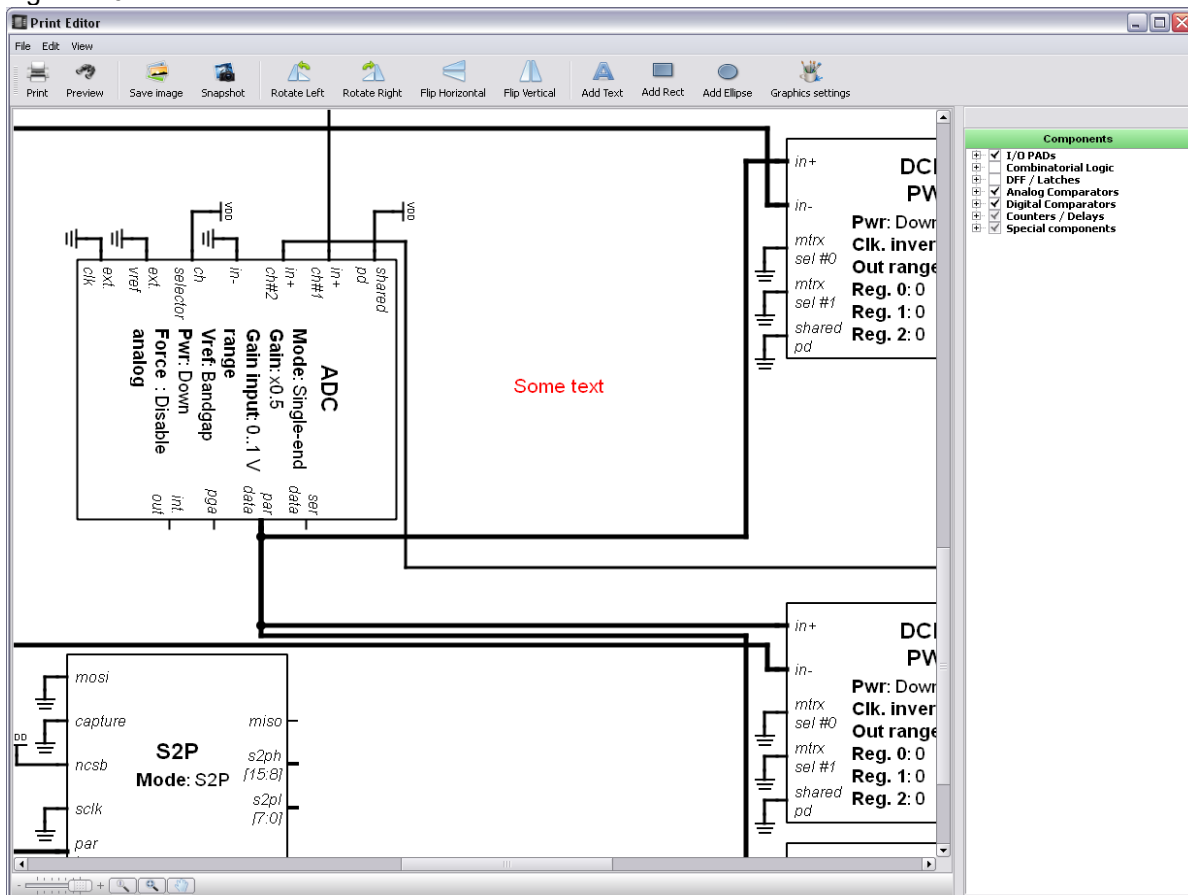 Print Editor
File Edit View
Print Preview Save image Snapshot Rotate Left Rotate Right Flip Horizontal Flip Vertical Add Text Add Rect Add Ellipse Graphics settings
Components
I/O PADs
Combinatorial Logic
DFF / Latches
Analog Comparators
Digital Comparators
Counters / Delays
Special components
VDD
VDD
ext. clk
ext. vref
ch selector
in-
in+ ch#2
in+ ch#1
shared pd
ADC
Mode: Single-end
Gain: x0.5
Gain input: 0..1 V
range
Vref: Bandgap
Pwr: Down
Force : Disable
analog
int. out
pga
par data
ser data
Some text
in+
in-
mtrx
sel #0
mtrx
sel #1
shared
pd
Pwr: Down
Clk. inver
Out range
Reg. 0: 0
Reg. 1: 0
Reg. 2: 0
in+
in-
mtrx
sel #0
mtrx
sel #1
shared
pd
Pwr: Down
Clk. inver
Out range
Reg. 0: 0
Reg. 1: 0
Reg. 2: 0
mosi
capture
DD
ncsb
sclk
par
S2P
Mode: S2P
miso
s2ph
[15:8]
s2pl
[7:0]
- +